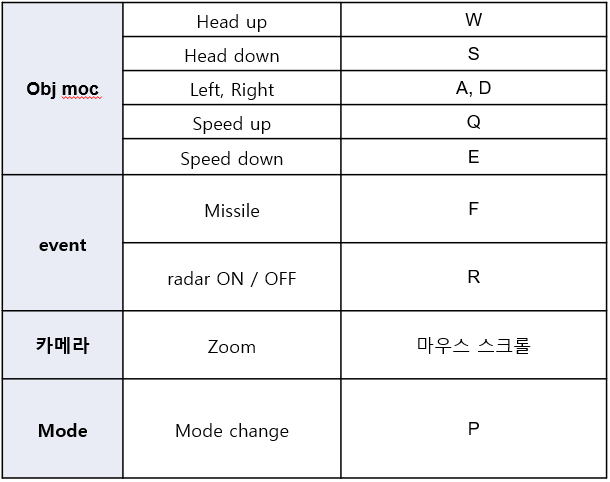 Obj moc
Head up W
Head down S
Left, Right A, D
Speed up Q
Speed down E
event
Missile F
radar ON / OFF R
카메라 Zoom 마우스 스크롤
Mode Mode change P